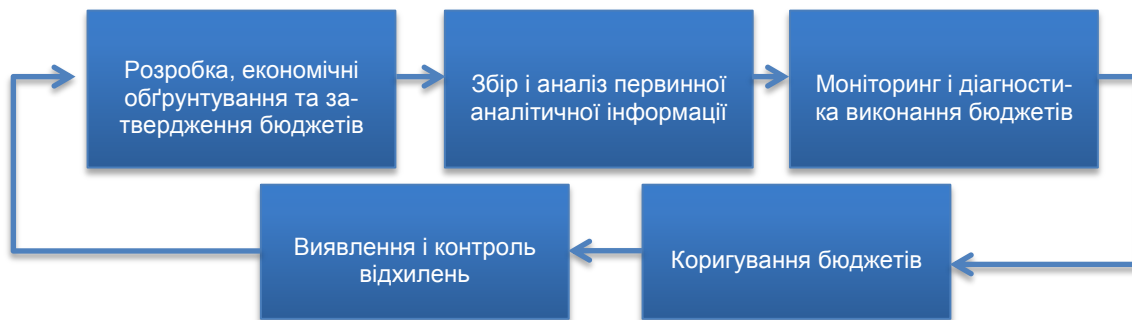 Розробка, економічні
обґрунтування та за-
твердження бюджетів
Збір і аналіз первинної
аналітичної інформації
Моніторинг і діагности-
ка виконання бюджетів
Виявлення і контроль
відхилень
Коригування бюджетів